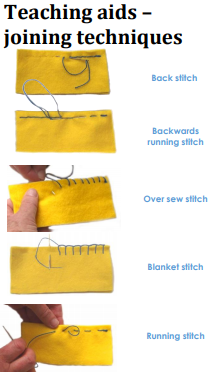 Teaching aids –
joining techniques
Back stitch
Backwards
running stitch
Over sew stitch
Blanket stitch
Running stitch